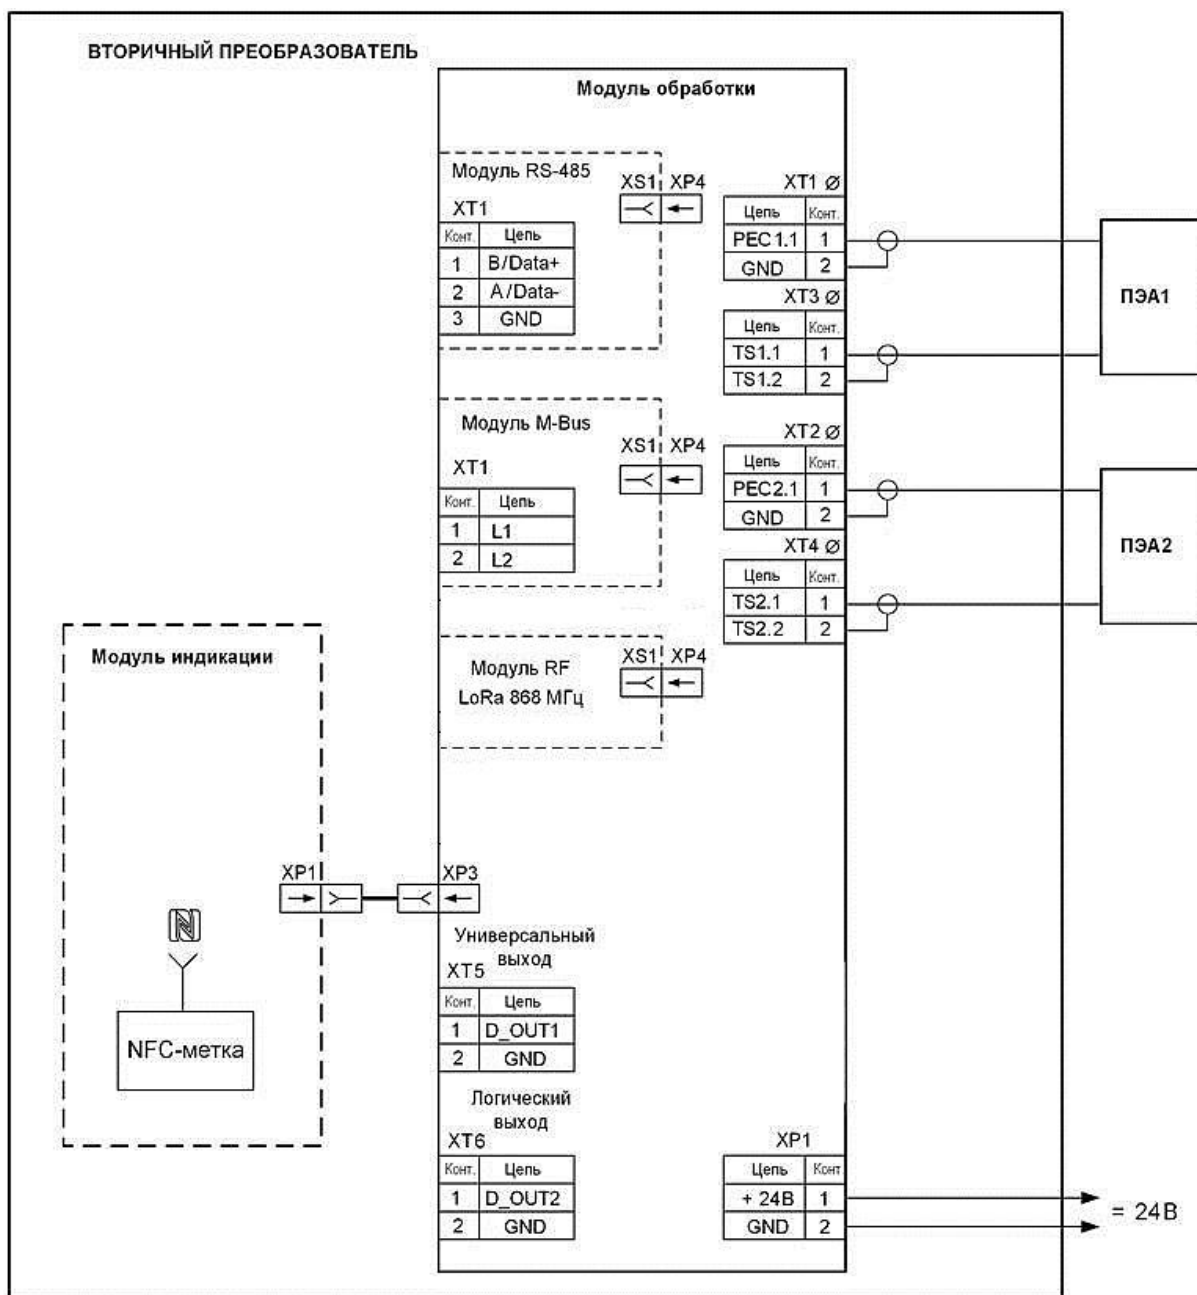 ВТОРИЧНЫЙ ПРЕОБРАЗОВАТЕЛЬ
Модуль обработки
Модуль RS-485
XS1 XP4
XT1
Конт. Цепь
1 B/Data+
2 A/Data-
3 GND
XT1 Ø
Цепь Конт.
PEC1.1 1
GND 2
XT3 Ø
Цепь Конт.
TS1.1 1
TS1.2 2
ПЭА1
Модуль M-Bus
XS1 XP4
XT1
Конт. Цепь
1 L1
2 L2
XT2 Ø
Цепь Конт.
PEC2.1 1
GND 2
XT4 Ø
Цепь Конт.
TS2.1 1
TS2.2 2
ПЭА2
Модуль RF
LoRa 868 МГц
XS1 XP4
Модуль индикации
XP1
XP3
N
NFC-метка
Универсальный
выход
XT5
Конт. Цепь
1 D_OUT1
2 GND
Логический
выход
XT6
Конт. Цепь
1 D_OUT2
2 GND
XP1
Цепь Конт
+ 24В 1
GND 2
= 24В